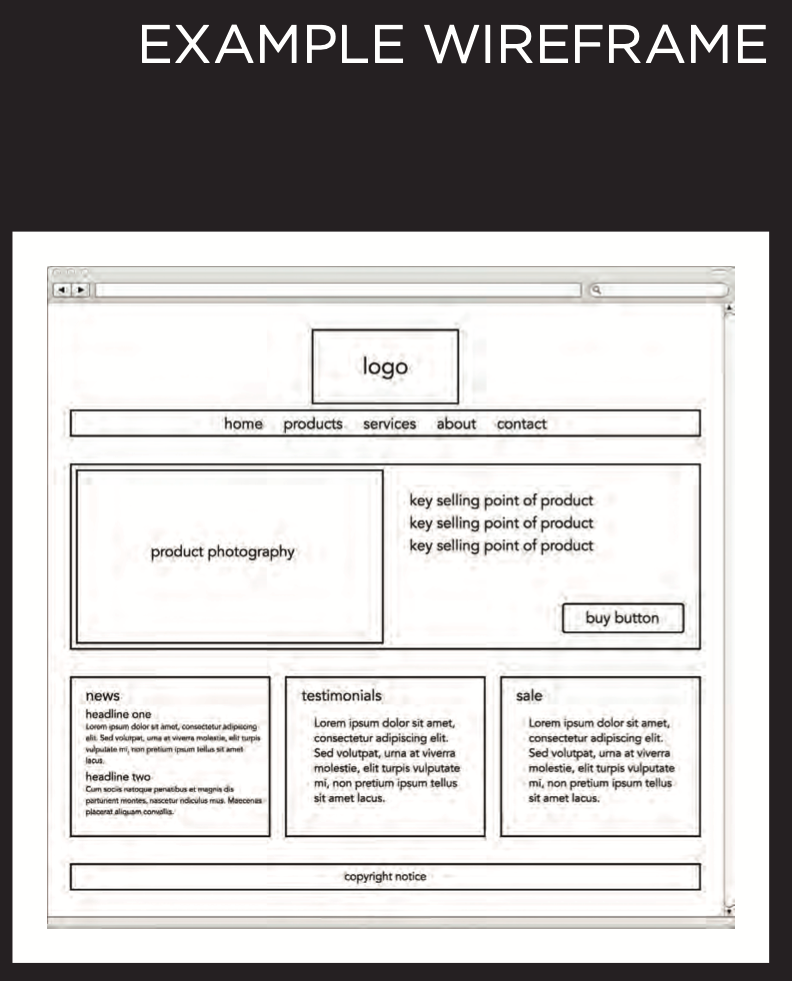 EXAMPLE WIREFRAME
logo
home products services about contact
product photography
key selling point of product
key selling point of product
key selling point of product
buy button
news
headline one
Lorem ipsum dolor sit amet, consectetur adipiscing
elit. Sed volutpat, urna at viverra molestie, elit turpis
vulputate mi, non pretium ipsum tellus sit amet
lacus.
headline two
Cum sociis natoque penatibus et magnis dis
parturient montes, nascetur ridiculus mus. Maecenas
placerat aliquam convallis.
testimonials
Lorem ipsum dolor sit amet,
consectetur adipiscing elit.
Sed volutpat, urna at viverra
molestie, elit turpis vulputate
mi, non pretium ipsum tellus
sit amet lacus.
sale
Lorem ipsum dolor sit amet,
consectetur adipiscing elit.
Sed volutpat, urna at viverra
molestie, elit turpis vulputate
mi, non pretium ipsum tellus
sit amet lacus.
copyright notice